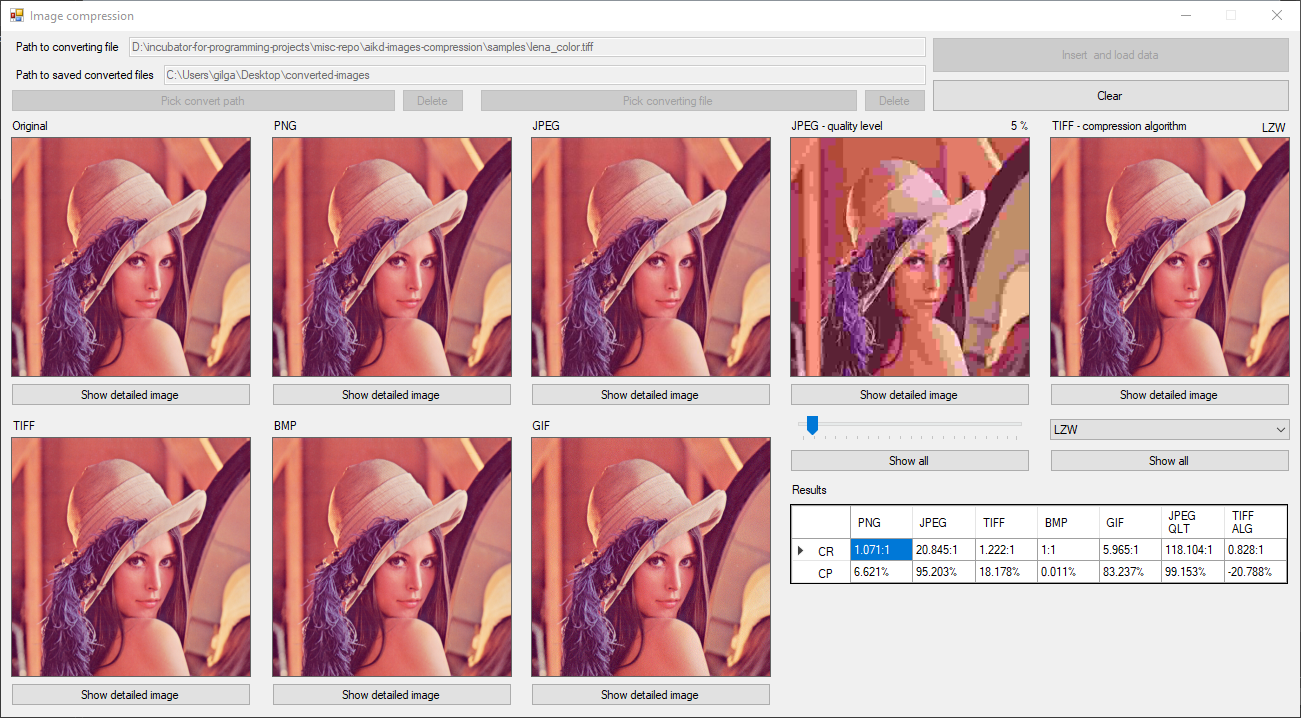 Image compression
Path to converting file D:\incubator-for-programming-projects\misc-repo\aikd-images-compression\samples\lena_color.tiff
Insert  and load data
Path to saved converted files C:\Users\gilga\Desktop\converted-images
Pick convert path Delete Pick converting file Delete
Clear
Original PNG JPEG JPEG - quality level 5 % TIFF - compression algorithm LZW
Show detailed image Show detailed image Show detailed image Show detailed image Show detailed image
TIFF BMP GIF
LZW
Show all Show all
Results
PNG JPEG TIFF BMP GIF JPEG QLT TIFF ALG
CR 1.071:1 20.845:1 1.222:1 1:1 5.965:1 118.104:1 0.828:1
CP 6.621% 95.203% 18.178% 0.011% 83.237% 99.153% -20.788%
Show detailed image Show detailed image Show detailed image